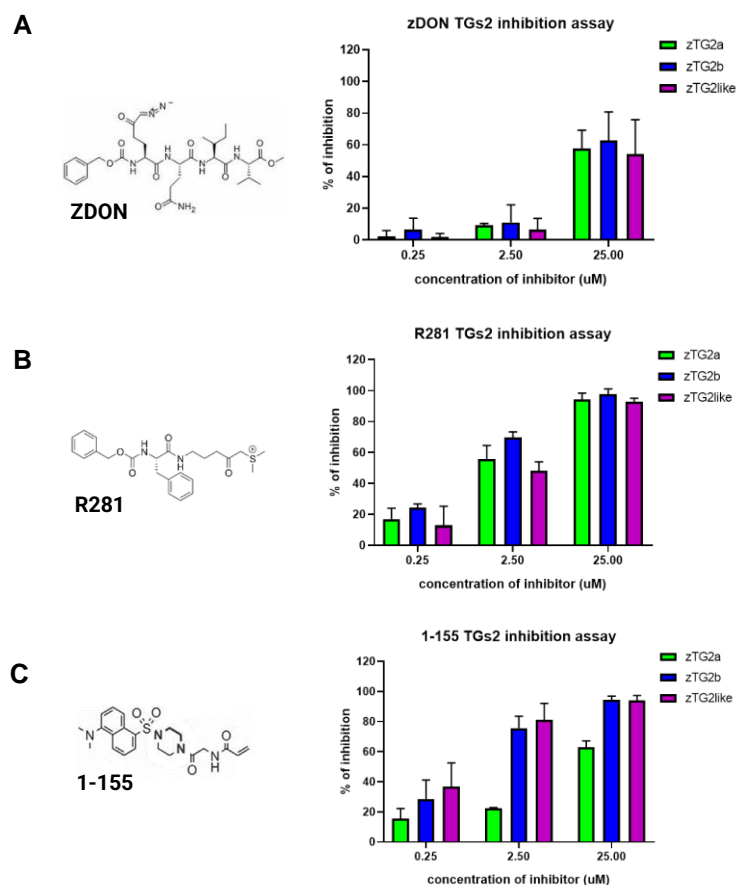 A
zDON TGs2 inhibition assay
zTG2a
zTG2b
zTG2like
120
100
80
60
40
20
0
% of inhibition
0.25 2.50 25.00
concentration of inhibitor (uM)
O
N
N
+
−
O
O
N
H
O
H
N
O
N
H
O
H
N
O
O
O
NH2
ZDON
B
R281 TGs2 inhibition assay
zTG2a
zTG2b
zTG2like
120
100
80
60
40
20
0
% of inhibition
0.25 2.50 25.00
concentration of inhibitor (uM)
O
O
H
N
O
N
H
O
S
+
R281
C
1-155 TGs2 inhibition assay
zTG2a
zTG2b
zTG2like
120
100
80
60
40
20
0
% of inhibition
0.25 2.50 25.00
concentration of inhibitor (uM)
N
O
O
S
N
N
O
N
H
O
1-155